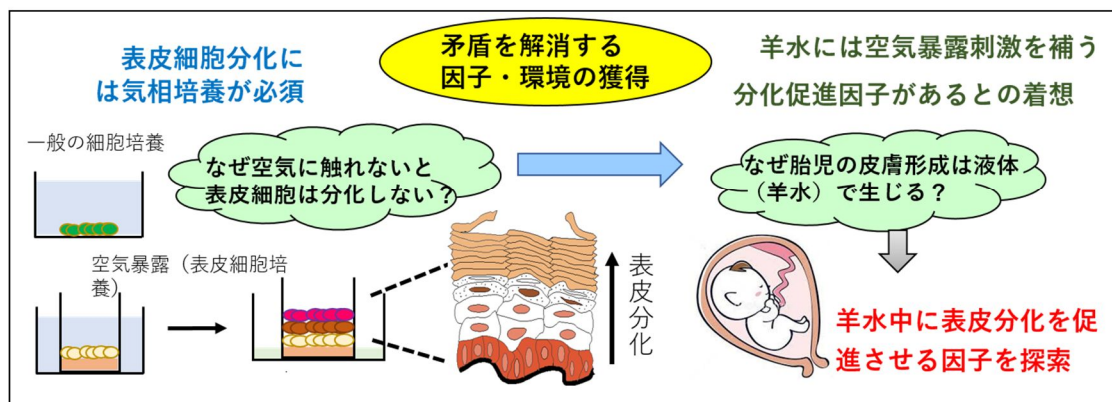 表皮細胞分化に
は気相培養が必須
矛盾を解消する
因子・環境の獲得
羊水には空気暴露刺激を補う
分化促進因子があるとの着想
一般の細胞培養
なぜ空気に触れないと
表皮細胞は分化しない？
なぜ胎児の皮膚形成は液体
（羊水）で生じる？
空気暴露（表皮細胞培
養）
表皮分化
羊水中に表皮分化を促
進させる因子を探索